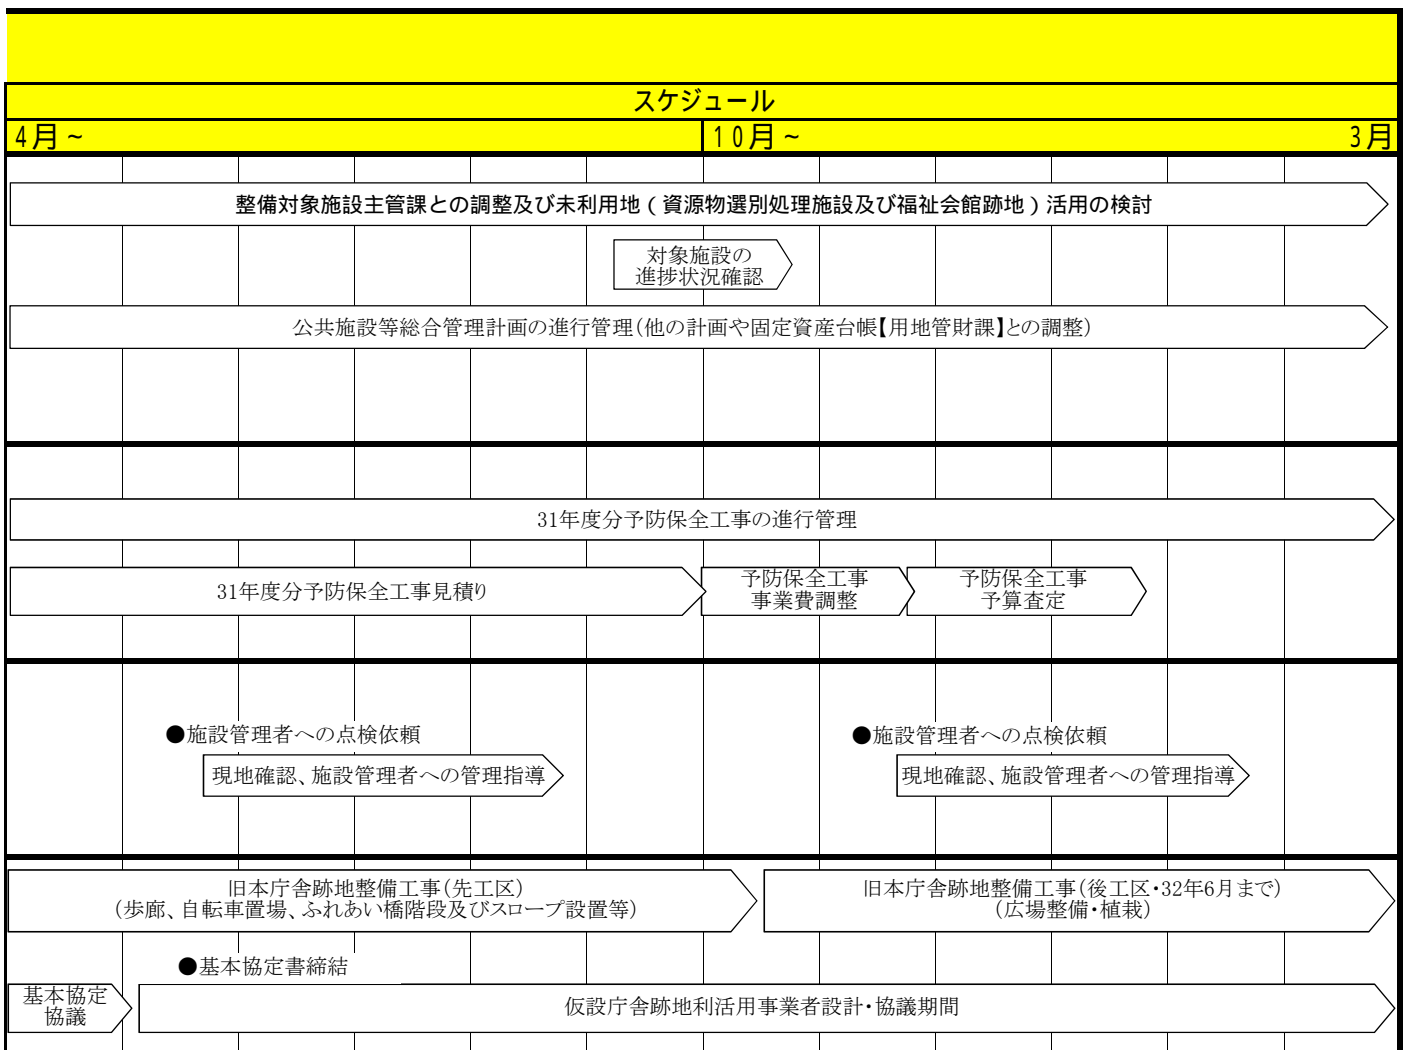 スケジュール
4月~
10月~
3月
整備対象施設主管課との調整及び未利用地(資源物選別処理施設及び福祉会館跡地)活用の検討
対象施設の
進捗状況確認
公共施設等総合管理計画の進行管理(他の計画や固定資産台帳【用地管財課】との調整)
31年度分予防保全工事の進行管理
31年度分予防保全工事見積り
予防保全工事
事業費調整
予防保全工事
予算査定
●施設管理者への点検依頼
●施設管理者への点検依頼
現地確認、施設管理者への管理指導
現地確認、施設管理者への管理指導
旧本庁舎跡地整備工事(先工区)
(歩廊、自転車置場、ふれあい橋階段及びスロープ設置等)
旧本庁舎跡地整備工事(後工区・32年6月まで)
(広場整備・植栽)
●基本協定書締結
基本協定
協議
仮設庁舎跡地利活用事業者設計・協議期間